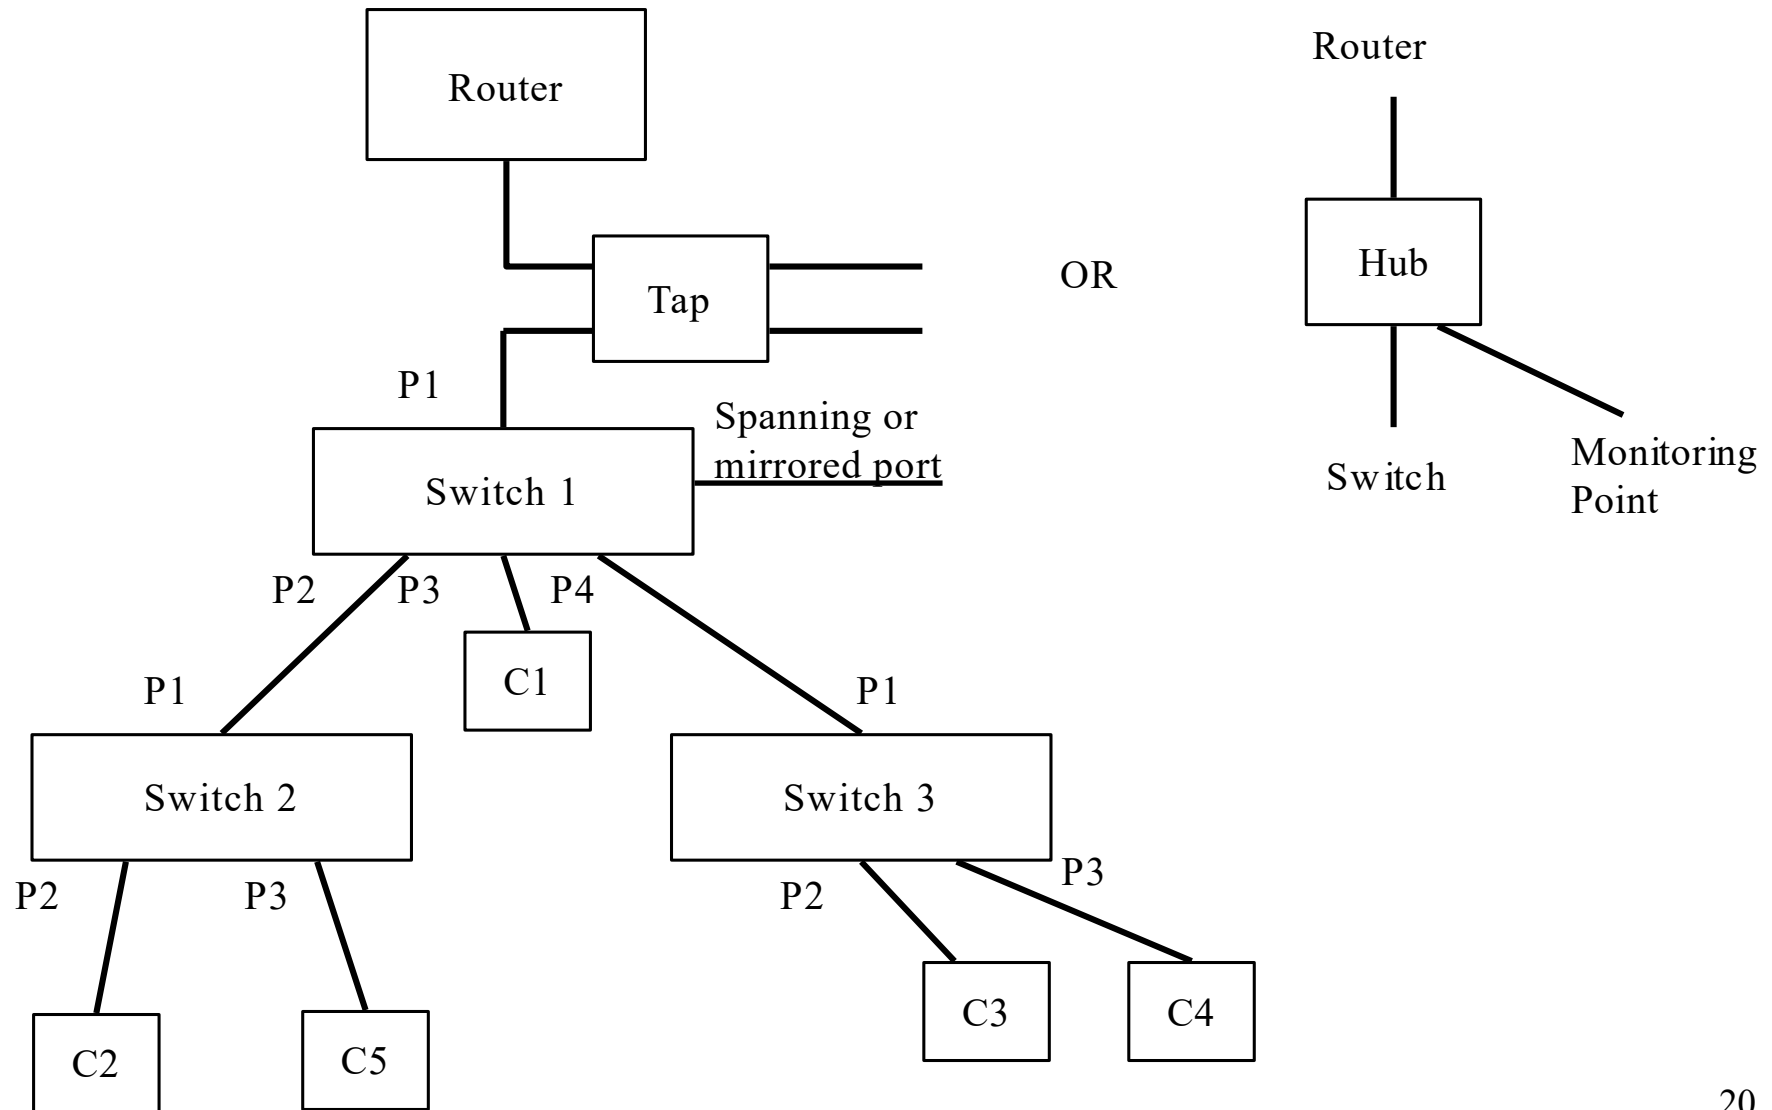 Router
Router
Hub
Tap
OR
P1
Spanning or
mirrored port
Switch 1
Switch
Monitoring
Point
P2
P3
P4
C1
P1
P1
Switch 2
Switch 3
P2
P3
P2
P3
C2
C5
C3
C4
20